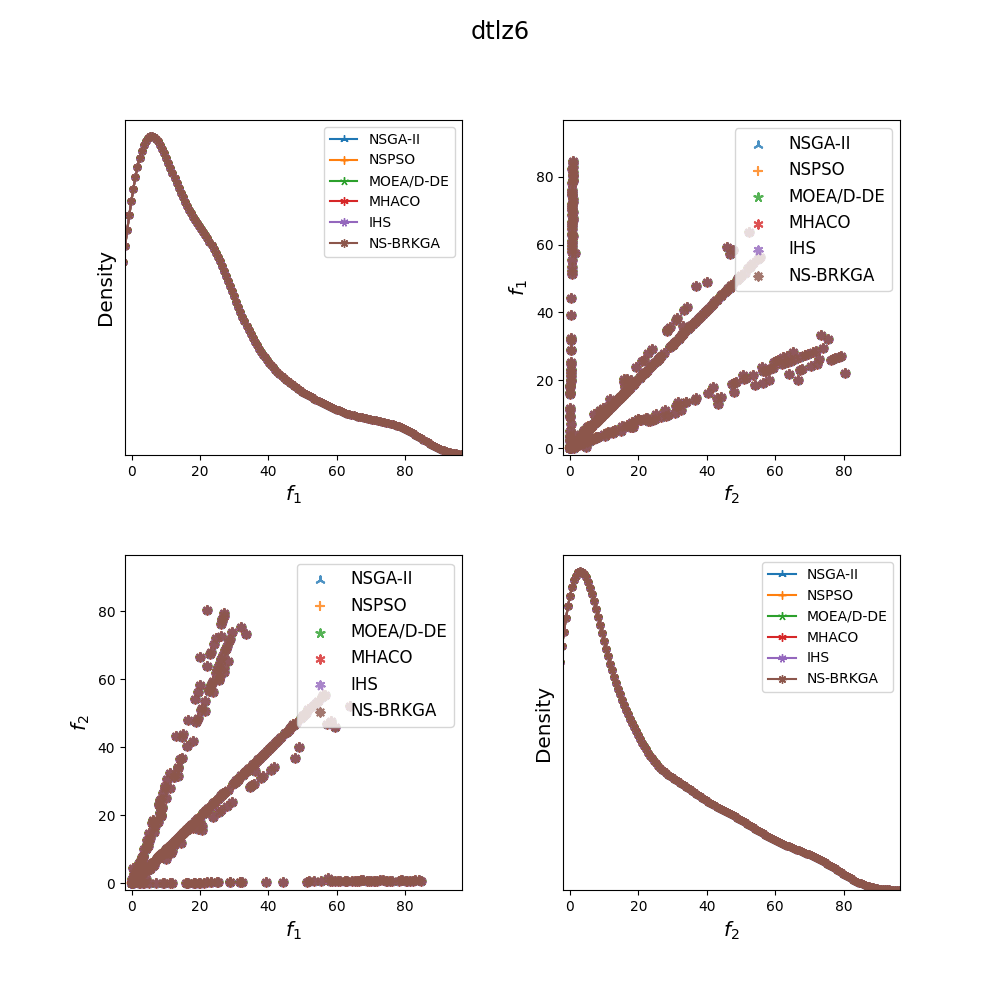 dtlz6
Density
NSGA-II
NSPSO
MOEA/D-DE
MHACO
IHS
NS-BRKGA
0 20 40 60 80
f1
f1
80
60
40
20
0
NSGA-II
NSPSO
MOEA/D-DE
MHACO
IHS
NS-BRKGA
0 20 40 60 80
f2
f2
80
60
40
20
0
NSGA-II
NSPSO
MOEA/D-DE
MHACO
IHS
NS-BRKGA
0 20 40 60 80
f1
Density
NSGA-II
NSPSO
MOEA/D-DE
MHACO
IHS
NS-BRKGA
0 20 40 60 80
f2